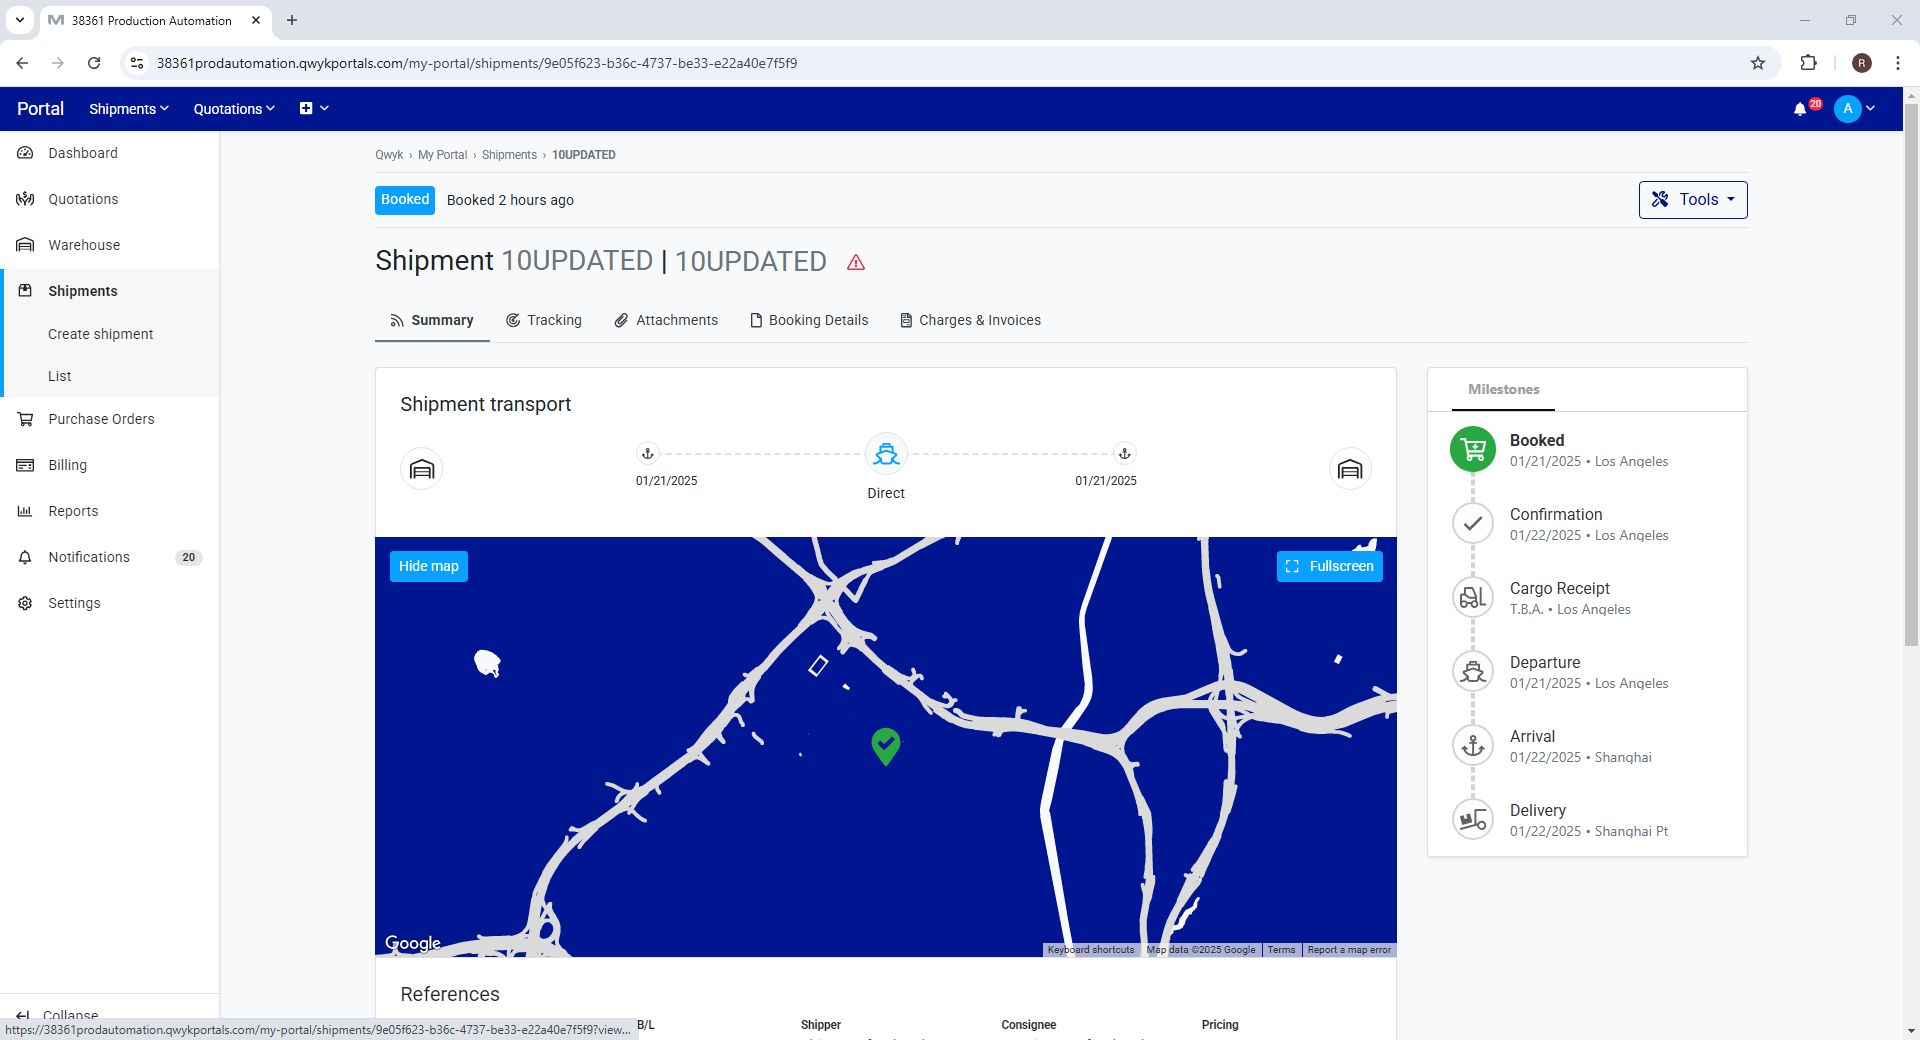 38361 Production Automation
38361prodautomation.qwykportals.com/my-portal/shipments/9e05f623-b36c-4737-be33-e22a40e7f5f9
R
Portal
Shipments
Quotations
20
A
Dashboard
Quotations
Warehouse
Shipments
Create shipment
List
Purchase Orders
Billing
Reports
Notifications 20
Settings
Collapse
Qwyk › My Portal › Shipments › 10UPDATED
Booked Booked 2 hours ago
Tools
Shipment 10UPDATED | 10UPDATED
Summary
Tracking
Attachments
Booking Details
Charges & Invoices
Shipment transport
01/21/2025
Direct
01/21/2025
Hide map
Fullscreen
Google
Keyboard shortcuts
Map data ©2025 Google
Terms
Report a map error
Milestones
Booked
01/21/2025 • Los Angeles
Confirmation
01/22/2025 • Los Angeles
Cargo Receipt
T.B.A. • Los Angeles
Departure
01/21/2025 • Los Angeles
Arrival
01/22/2025 • Shanghai
Delivery
01/22/2025 • Shanghai Pt
References
B/L
Shipper
Consignee
Pricing
https://38361prodautomation.qwykportals.com/my-portal/shipments/9e05f623-b36c-4737-be33-e22a40e7f5f9?view...